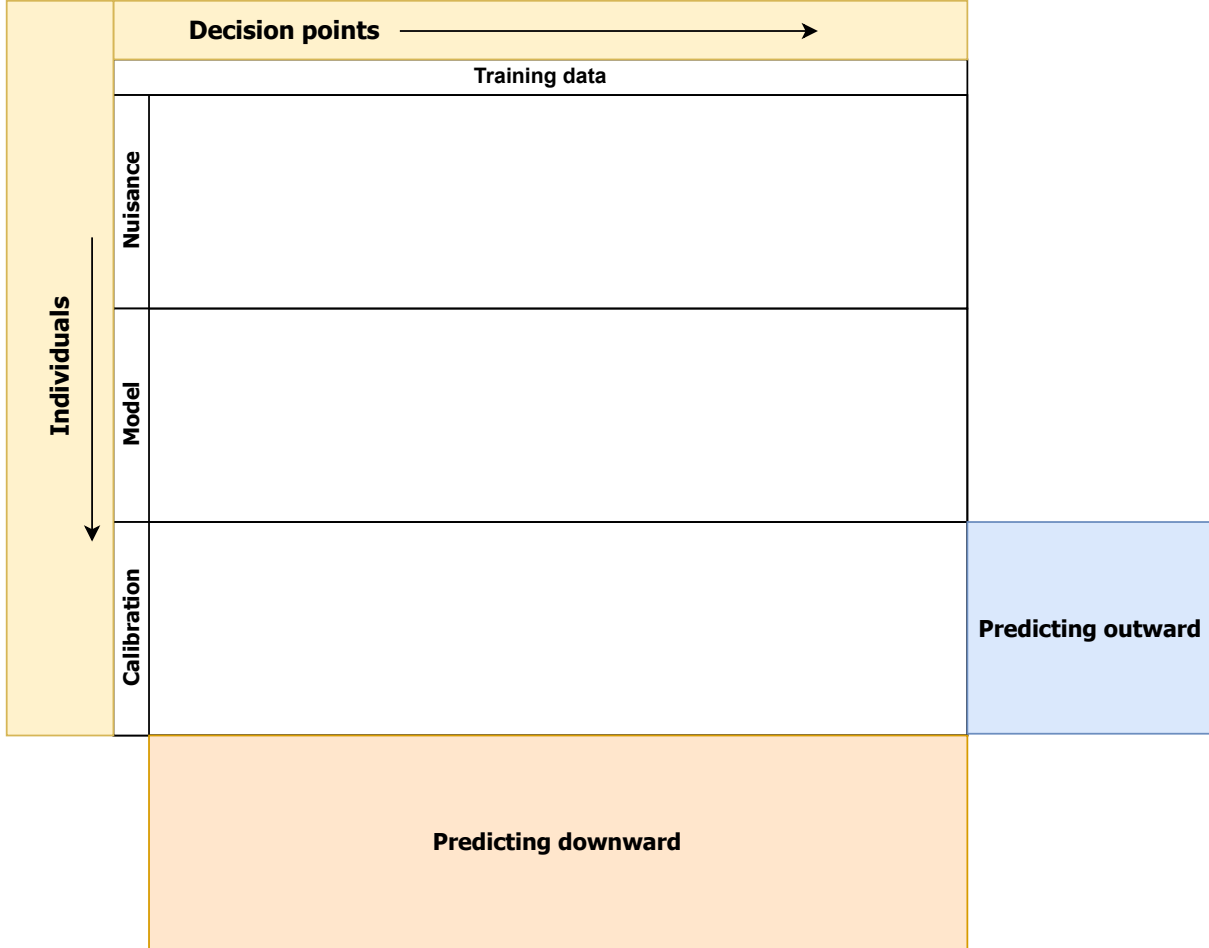 Decision points
Training data
Individuals
Nuisance
Model
Calibration
Predicting outward
Predicting downward